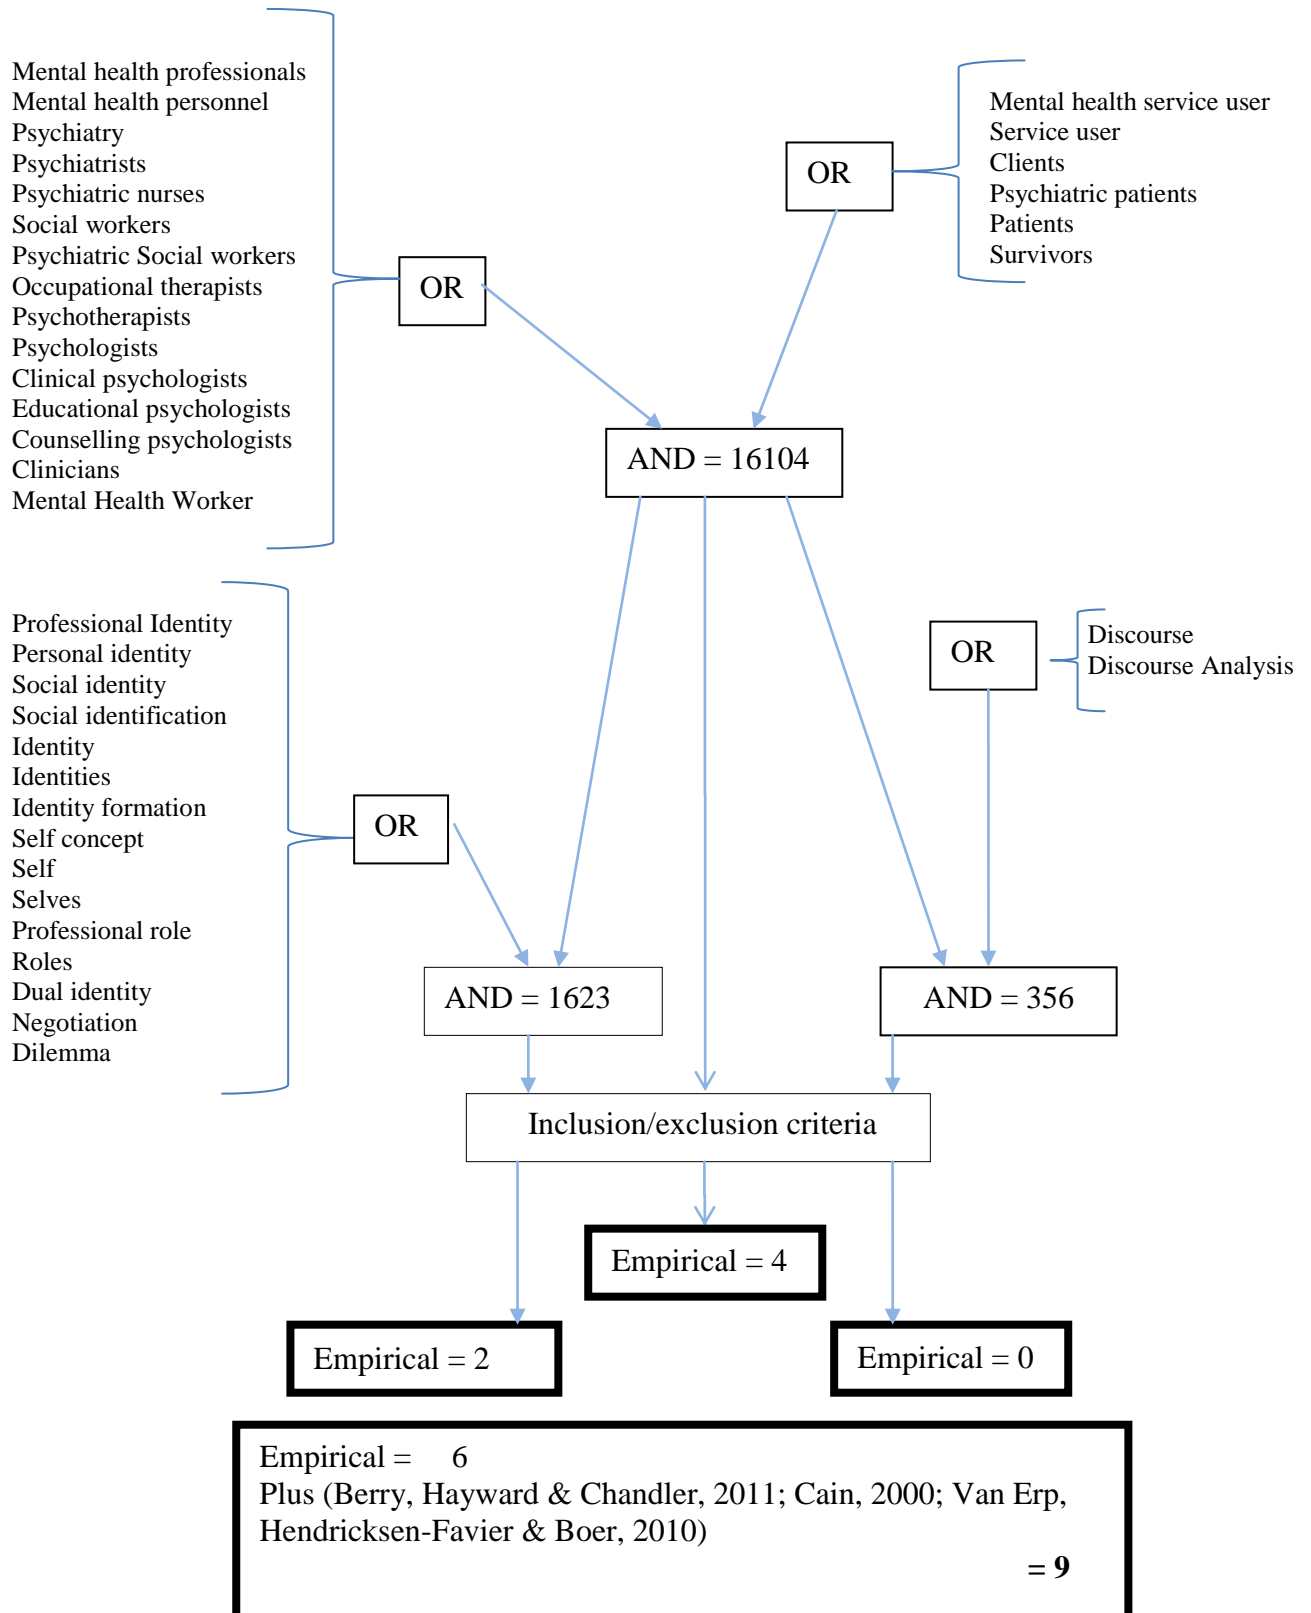 Mental health professionals
Mental health personnel
Psychiatry
Psychiatrists
Psychiatric nurses
Social workers
Psychiatric Social workers
Occupational therapists
Psychotherapists
Psychologists
Clinical psychologists
Educational psychologists
Counselling psychologists
Clinicians
Mental Health Worker
OR
Mental health service user
Service user
Clients
Psychiatric patients
Patients
Survivors
OR
AND = 16104
Professional Identity
Personal identity
Social identity
Social identification
Identity
Identities
Identity formation
Self concept
Self
Selves
Professional role
Roles
Dual identity
Negotiation
Dilemma
OR
Discourse
Discourse Analysis
OR
AND = 1623
AND = 356
Inclusion/exclusion criteria
Empirical = 4
Empirical = 2
Empirical = 0
Empirical = 6
Plus (Berry, Hayward & Chandler, 2011; Cain, 2000; Van Erp,
Hendricksen-Favier & Boer, 2010)
= 9